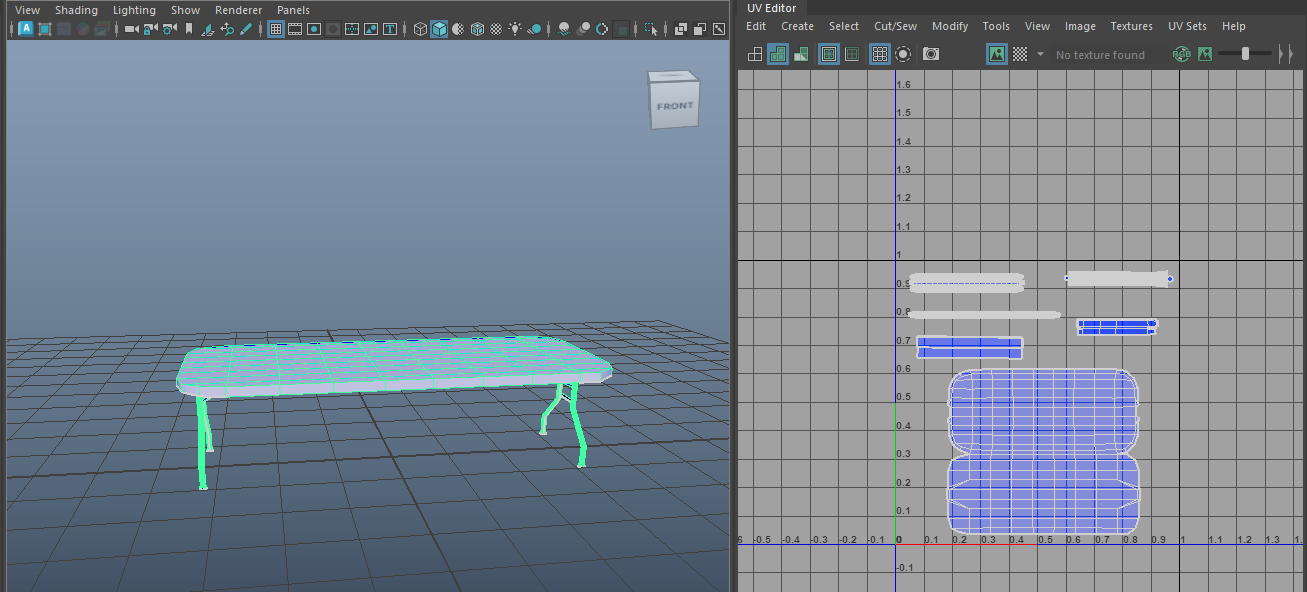 View Shading Lighting Show Renderer Panels
A T
FRONT
UV Editor
Edit Create Select Cut/Sew Modify Tools View Image Textures UV Sets Help
No texture found RGB
1.6
1.5
1.4
1.3
1.2
1.1
1
0.9
0.8
0.7
0.6
0.5
0.4
0.3
0.2
0.1
6 -0.5 -0.4 -0.3 -0.2 -0.1 0 0.1 0.2 0.3 0.4 0.5 0.6 0.7 0.8 0.9 1 1.1 1.2 1.3 1.
-0.1